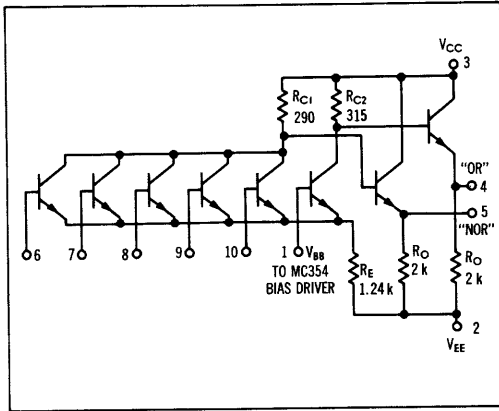 VCC
3
RC1
290
RC2
315
"OR"
4
5
"NOR"
6
7
8
9
10
1
VBB
TO MC354
BIAS DRIVER
RE
1.24 k
RO
2 k
RO
2 k
2
VEE